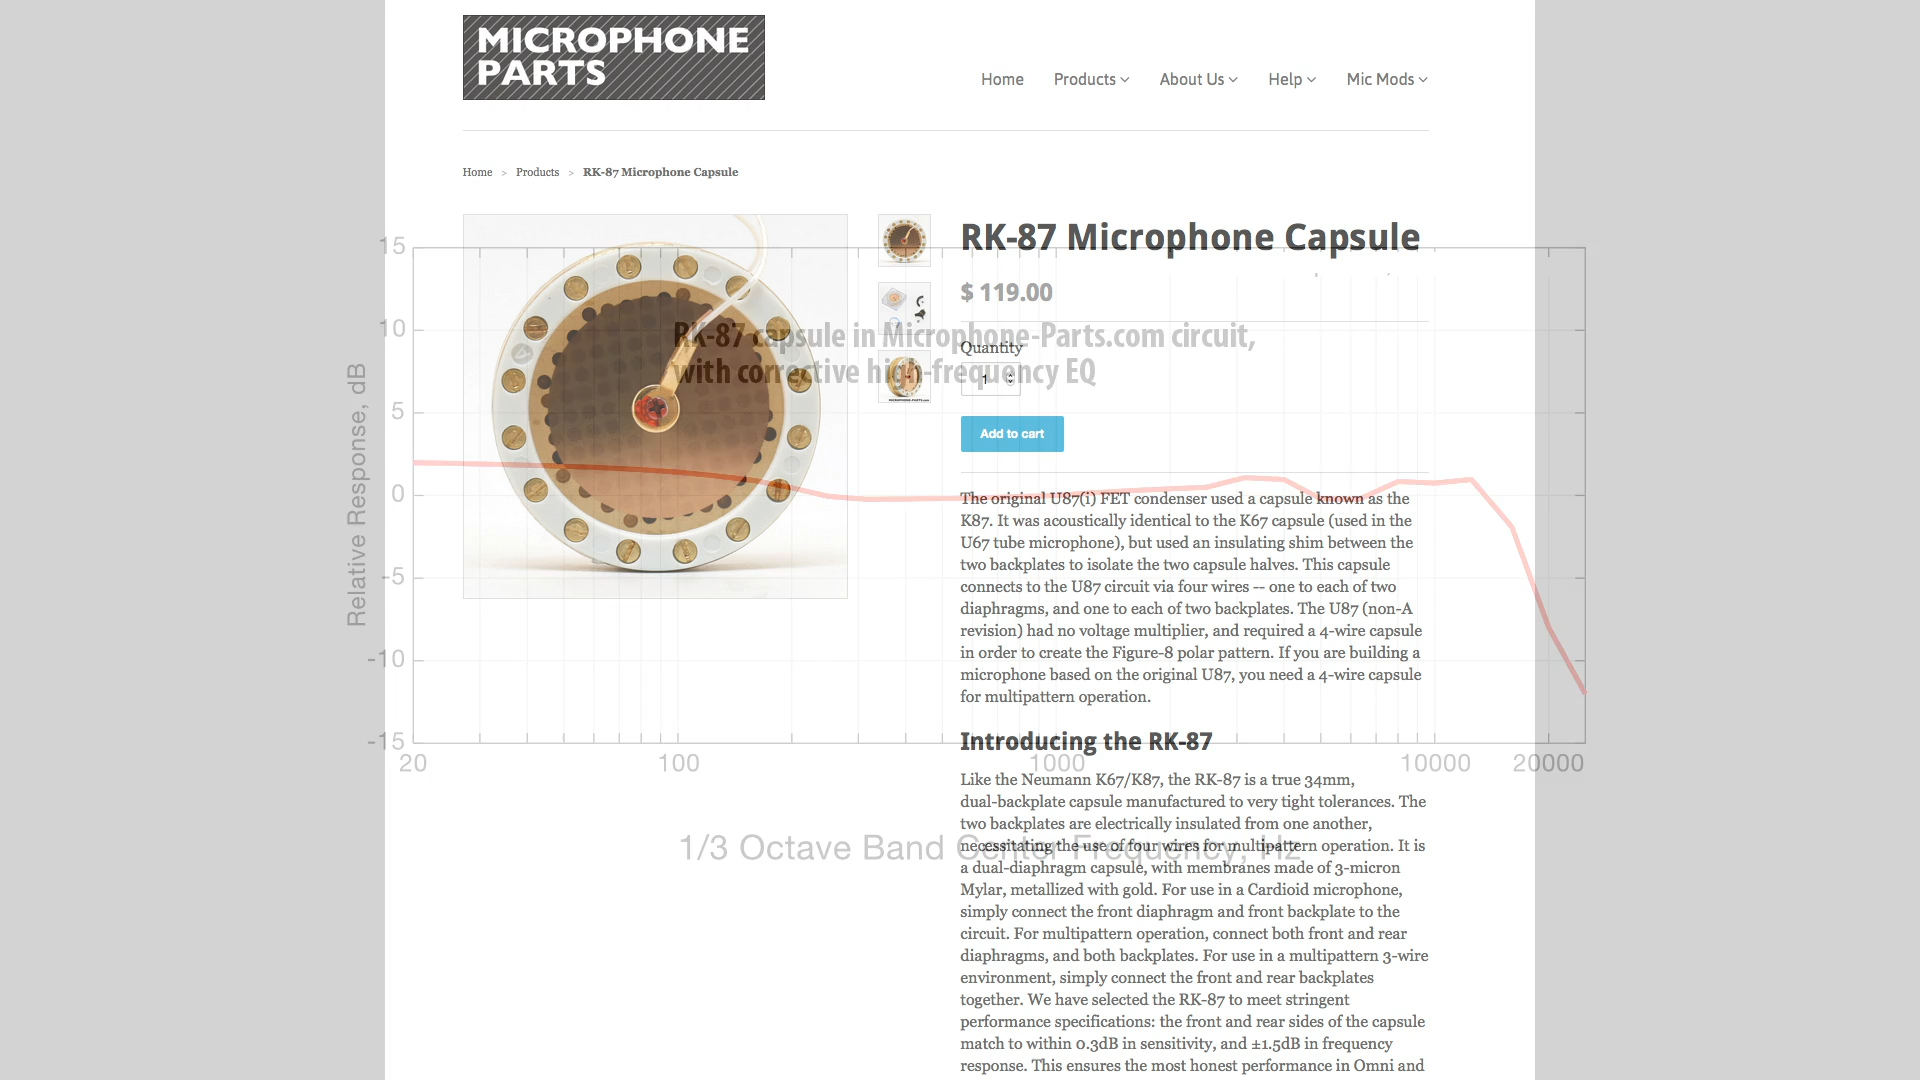 MICROPHONE
PARTS
Home
Products
About Us
Help
Mic Mods
Home > Products > RK-87 Microphone Capsule
RK-87 Microphone Capsule
$ 119.00
Quantity
1
Add to cart
The original U87(i) FET condenser used a capsule known as the
K87. It was acoustically identical to the K67 capsule (used in the
U67 tube microphone), but used an insulating shim between the
two backplates to isolate the two capsule halves. This capsule
connects to the U87 circuit via four wires -- one to each of two
diaphragms, and one to each of two backplates. The U87 (non-A
revision) had no voltage multiplier, and required a 4-wire capsule
in order to create the Figure-8 polar pattern. If you are building a
microphone based on the original U87, you need a 4-wire capsule
for multipattern operation.
Introducing the RK-87
Like the Neumann K67/K87, the RK-87 is a true 34mm,
dual-backplate capsule manufactured to very tight tolerances. The
two backplates are electrically insulated from one another,
necessitating the use of four wires for multipattern operation. It is
a dual-diaphragm capsule, with membranes made of 3-micron
Mylar, metallized with gold. For use in a Cardioid microphone,
simply connect the front diaphragm and front backplate to the
circuit. For multipattern operation, connect both front and rear
diaphragms, and both backplates. For use in a multipattern 3-wire
environment, simply connect the front and rear backplates
together. We have selected the RK-87 to meet stringent
performance specifications: the front and rear sides of the capsule
match to within 0.3dB in sensitivity, and ±1.5dB in frequency
response. This ensures the most honest performance in Omni and
RK-87 capsule in Microphone-Parts.com circuit,
with corrective high-frequency EQ
Relative Response, dB
15
10
5
0
-5
-10
-15
20
100
1000
10000
20000
1/3 Octave Band Center Frequency, Hz